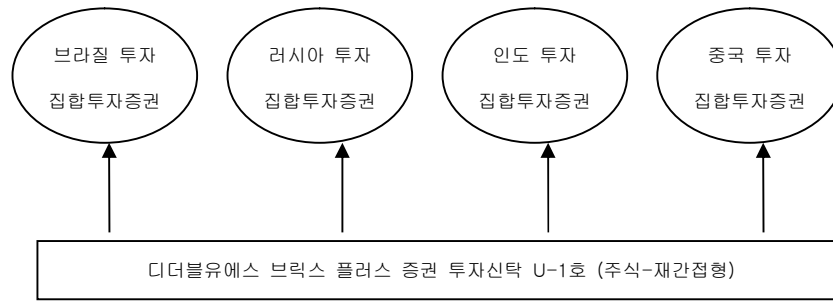 브라질 투자
집합투자증권
러시아 투자
집합투자증권
인도 투자
집합투자증권
중국 투자
집합투자증권
디더블유에스 브릭스 플러스 증권 투자신탁 U-1호 (주식-재간접형)